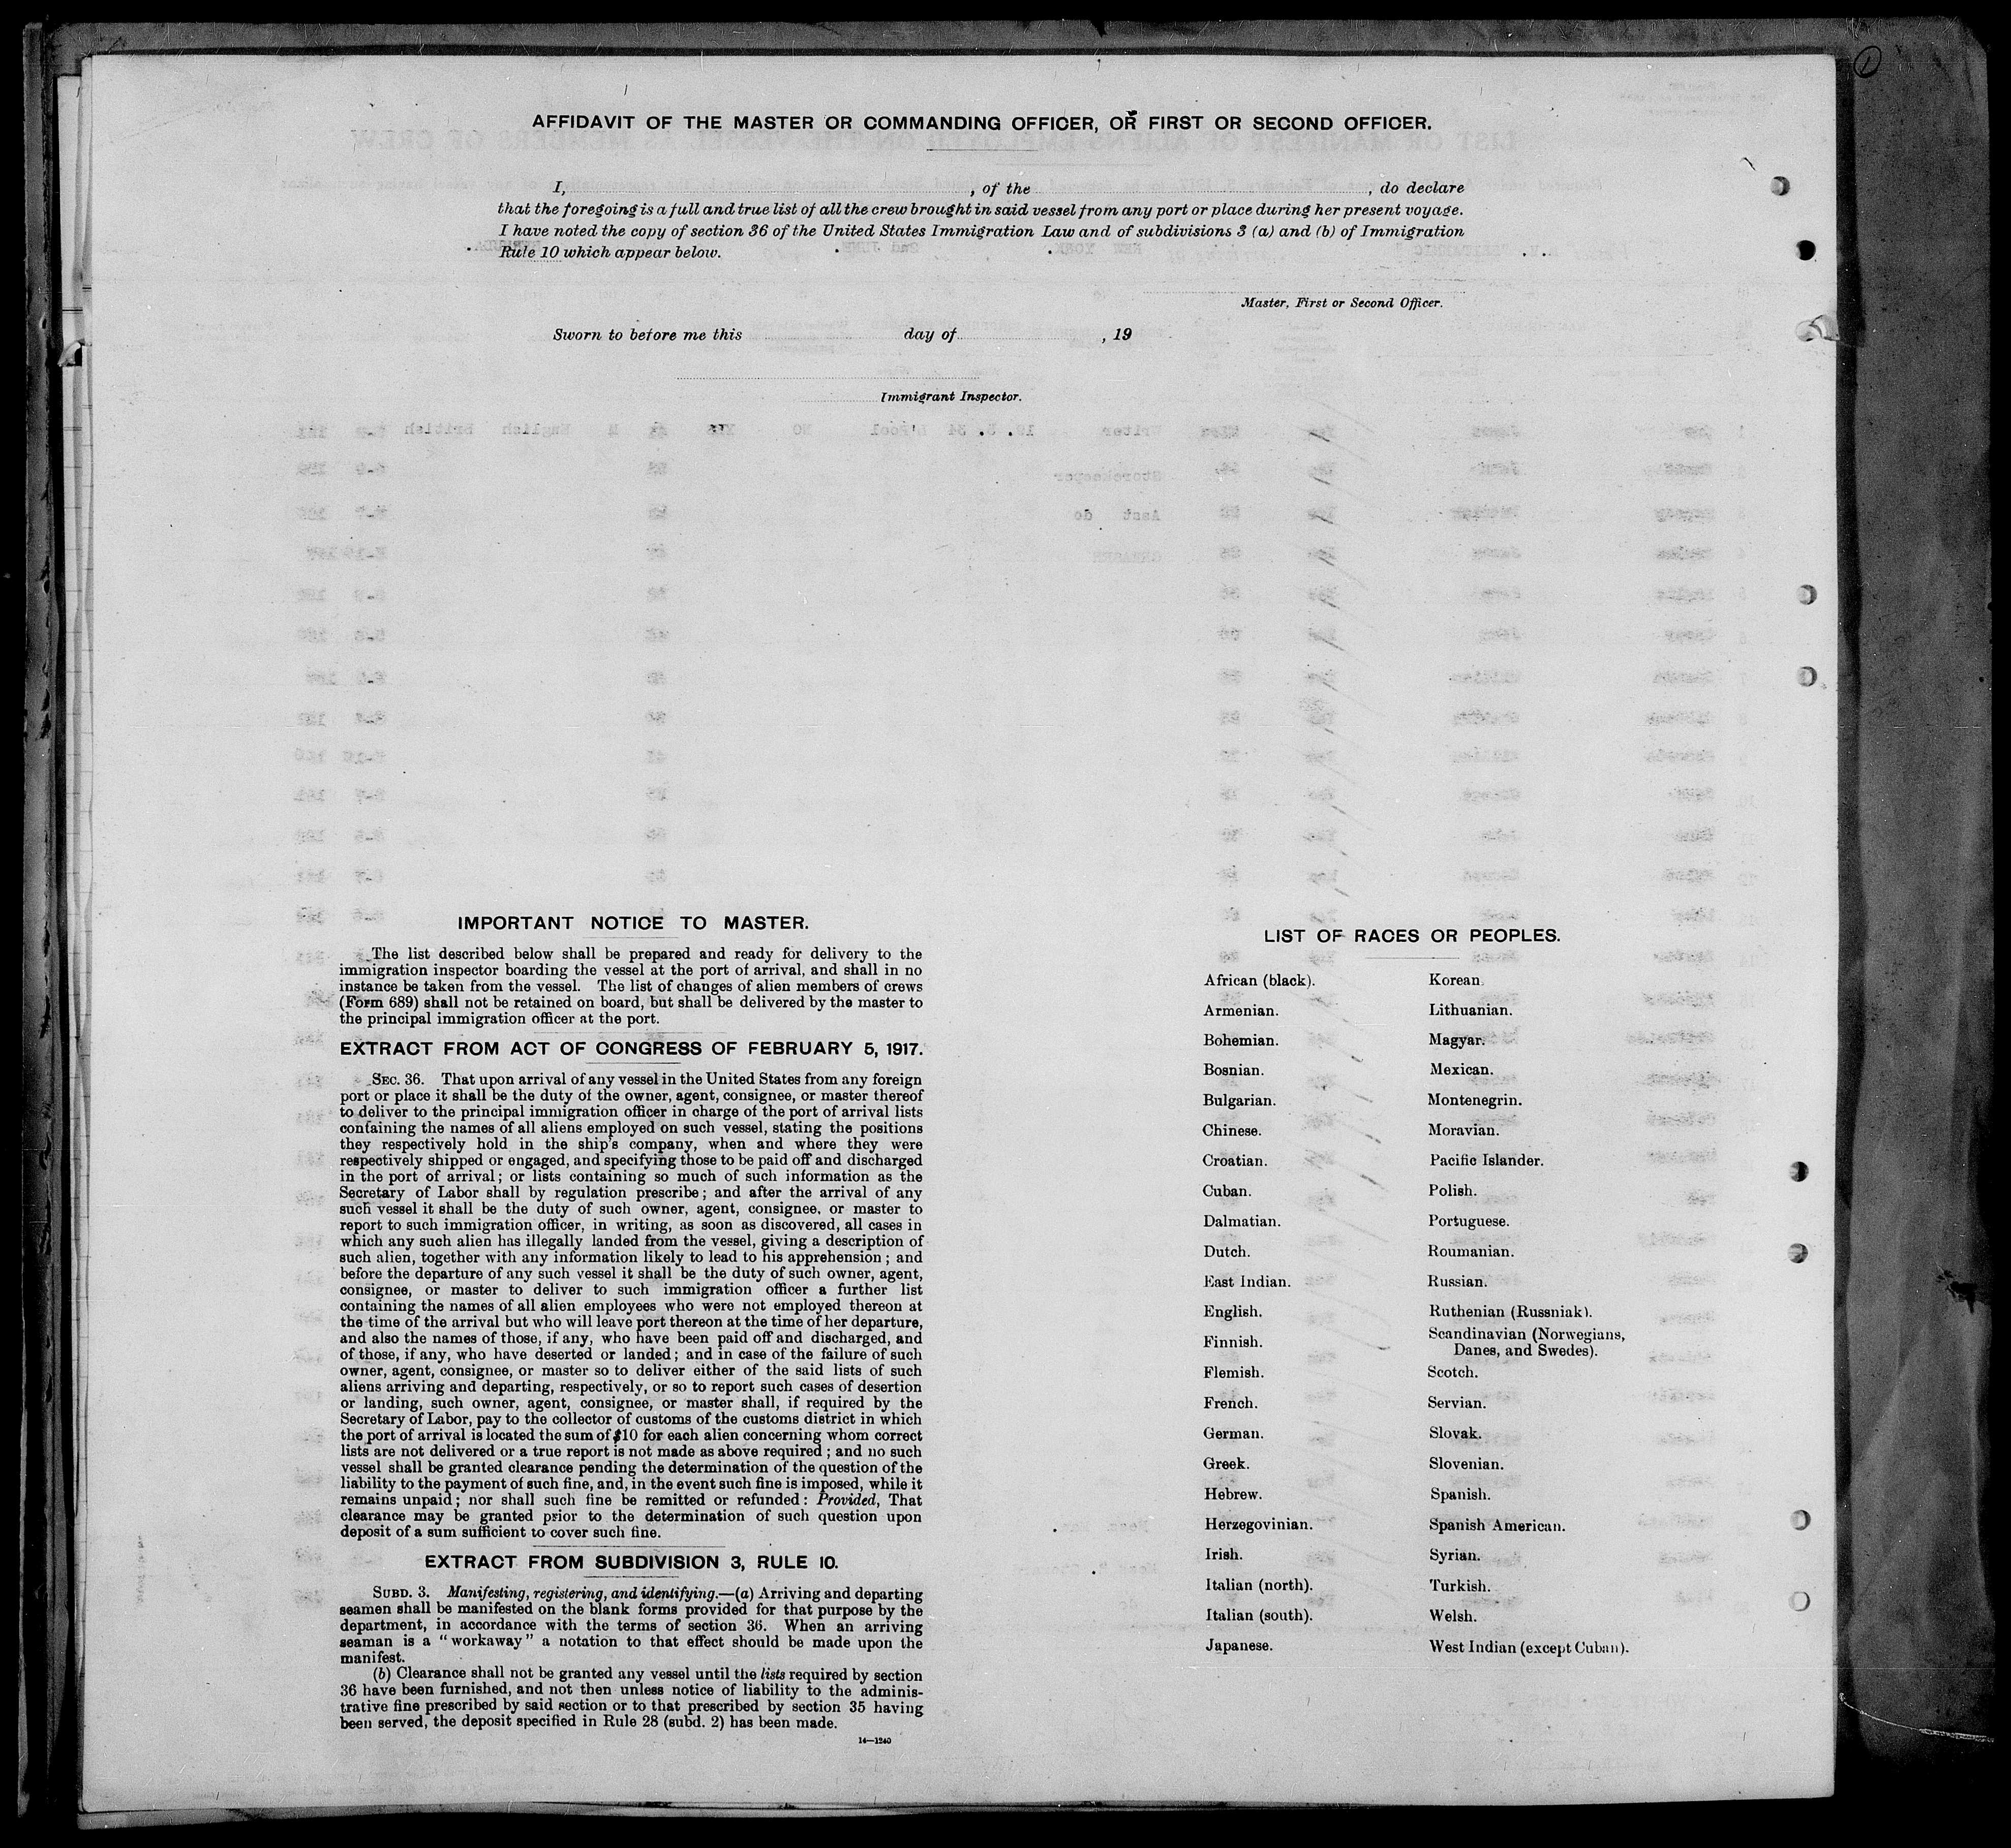 AFFIDAVIT OF THE MASTER OR COMMANDING OFFICER, OR FIRST OR SECOND OFFICER.
I, , of the , do declare
that the foregoing is a full and true list of all the crew brought in said vessel from any port or place during her present voyage.
I have noted the copy of section 36 of the United States Immigration Law and of subdivisions 3 (a) and (b) of Immigration
Rule 10 which appear below.
Master, First or Second Officer.
Sworn to before me this day of , 19
Immigrant Inspector.
IMPORTANT NOTICE TO MASTER.
The list described below shall be prepared and ready for delivery to the
immigration inspector boarding the vessel at the port of arrival, and shall in no
instance be taken from the vessel. The list of changes of alien members of crews
(Form 689) shall not be retained on board, but shall be delivered by the master to
the principal immigration officer at the port.
EXTRACT FROM ACT OF CONGRESS OF FEBRUARY 5, 1917.
SEC. 36. That upon arrival of any vessel in the United States from any foreign
port or place it shall be the duty of the owner, agent, consignee, or master thereof
to deliver to the principal immigration officer in charge of the port of arrival lists
containing the names of all aliens employed on such vessel, stating the positions
they respectively hold in the ship's company, when and where they were
respectively shipped or engaged, and specifying those to be paid off and discharged
in the port of arrival; or lists containing so much of such information as the
Secretary of Labor shall by regulation prescribe; and after the arrival of any
such vessel it shall be the duty of such owner, agent, consignee, or master to
report to such immigration officer, in writing, as soon as discovered, all cases in
which any such alien has illegally landed from the vessel, giving a description of
such alien, together with any information likely to lead to his apprehension; and
before the departure of any such vessel it shall be the duty of such owner, agent,
consignee, or master to deliver to such immigration officer a further list
containing the names of all alien employees who were not employed thereon at
the time of the arrival but who will leave port thereon at the time of her departure,
and also the names of those, if any, who have been paid off and discharged, and
of those, if any, who have deserted or landed; and in case of the failure of such
owner, agent, consignee, or master so to deliver either of the said lists of such
aliens arriving and departing, respectively, or so to report such cases of desertion
or landing, such owner, agent, consignee, or master shall, if required by the
Secretary of Labor, pay to the collector of customs of the customs district in which
the port of arrival is located the sum of $10 for each alien concerning whom correct
lists are not delivered or a true report is not made as above required; and no such
vessel shall be granted clearance pending the determination of the question of the
liability to the payment of such fine, and, in the event such fine is imposed, while it
remains unpaid; nor shall such fine be remitted or refunded: Provided, That
clearance may be granted prior to the determination of such question upon
deposit of a sum sufficient to cover such fine.
EXTRACT FROM SUBDIVISION 3, RULE 10.
SUBD. 3. Manifesting, registering, and identifying.—(a) Arriving and departing
seamen shall be manifested on the blank forms provided for that purpose by the
department, in accordance with the terms of section 36. When an arriving
seaman is a "workaway" a notation to that effect should be made upon the
manifest.
(b) Clearance shall not be granted any vessel until the lists required by section
36 have been furnished, and not then unless notice of liability to the adminis-
trative fine prescribed by said section or to that prescribed by section 35 having
been served, the deposit specified in Rule 28 (subd. 2) has been made.
14—1240
LIST OF RACES OR PEOPLES.
African (black).
Armenian.
Bohemian.
Bosnian.
Bulgarian.
Chinese.
Croatian.
Cuban.
Dalmatian.
Dutch.
East Indian.
English.
Finnish.
Flemish.
French.
German.
Greek.
Hebrew.
Herzegovinian.
Irish.
Italian (north).
Italian (south).
Japanese.
Korean.
Lithuanian.
Magyar.
Mexican.
Montenegrin.
Moravian.
Pacific Islander.
Polish.
Portuguese.
Roumanian.
Russian.
Ruthenian (Russniak).
Scandinavian (Norwegians,
Danes, and Swedes).
Scotch.
Servian.
Slovak.
Slovenian.
Spanish.
Spanish American.
Syrian.
Turkish.
Welsh.
West Indian (except Cuban).